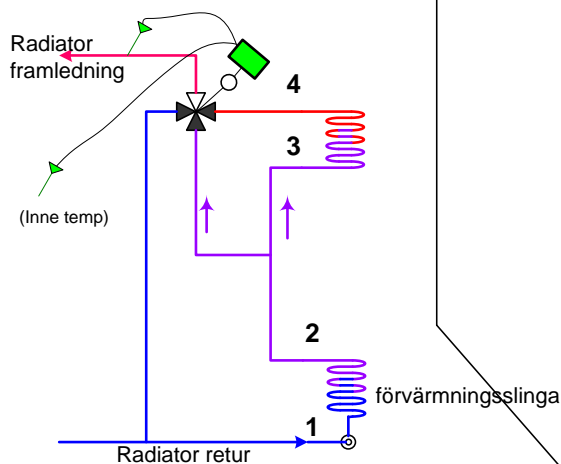 Radiator
framledning
4
3
(Inne temp)
2
förvärmningsslinga
1
Radiator retur